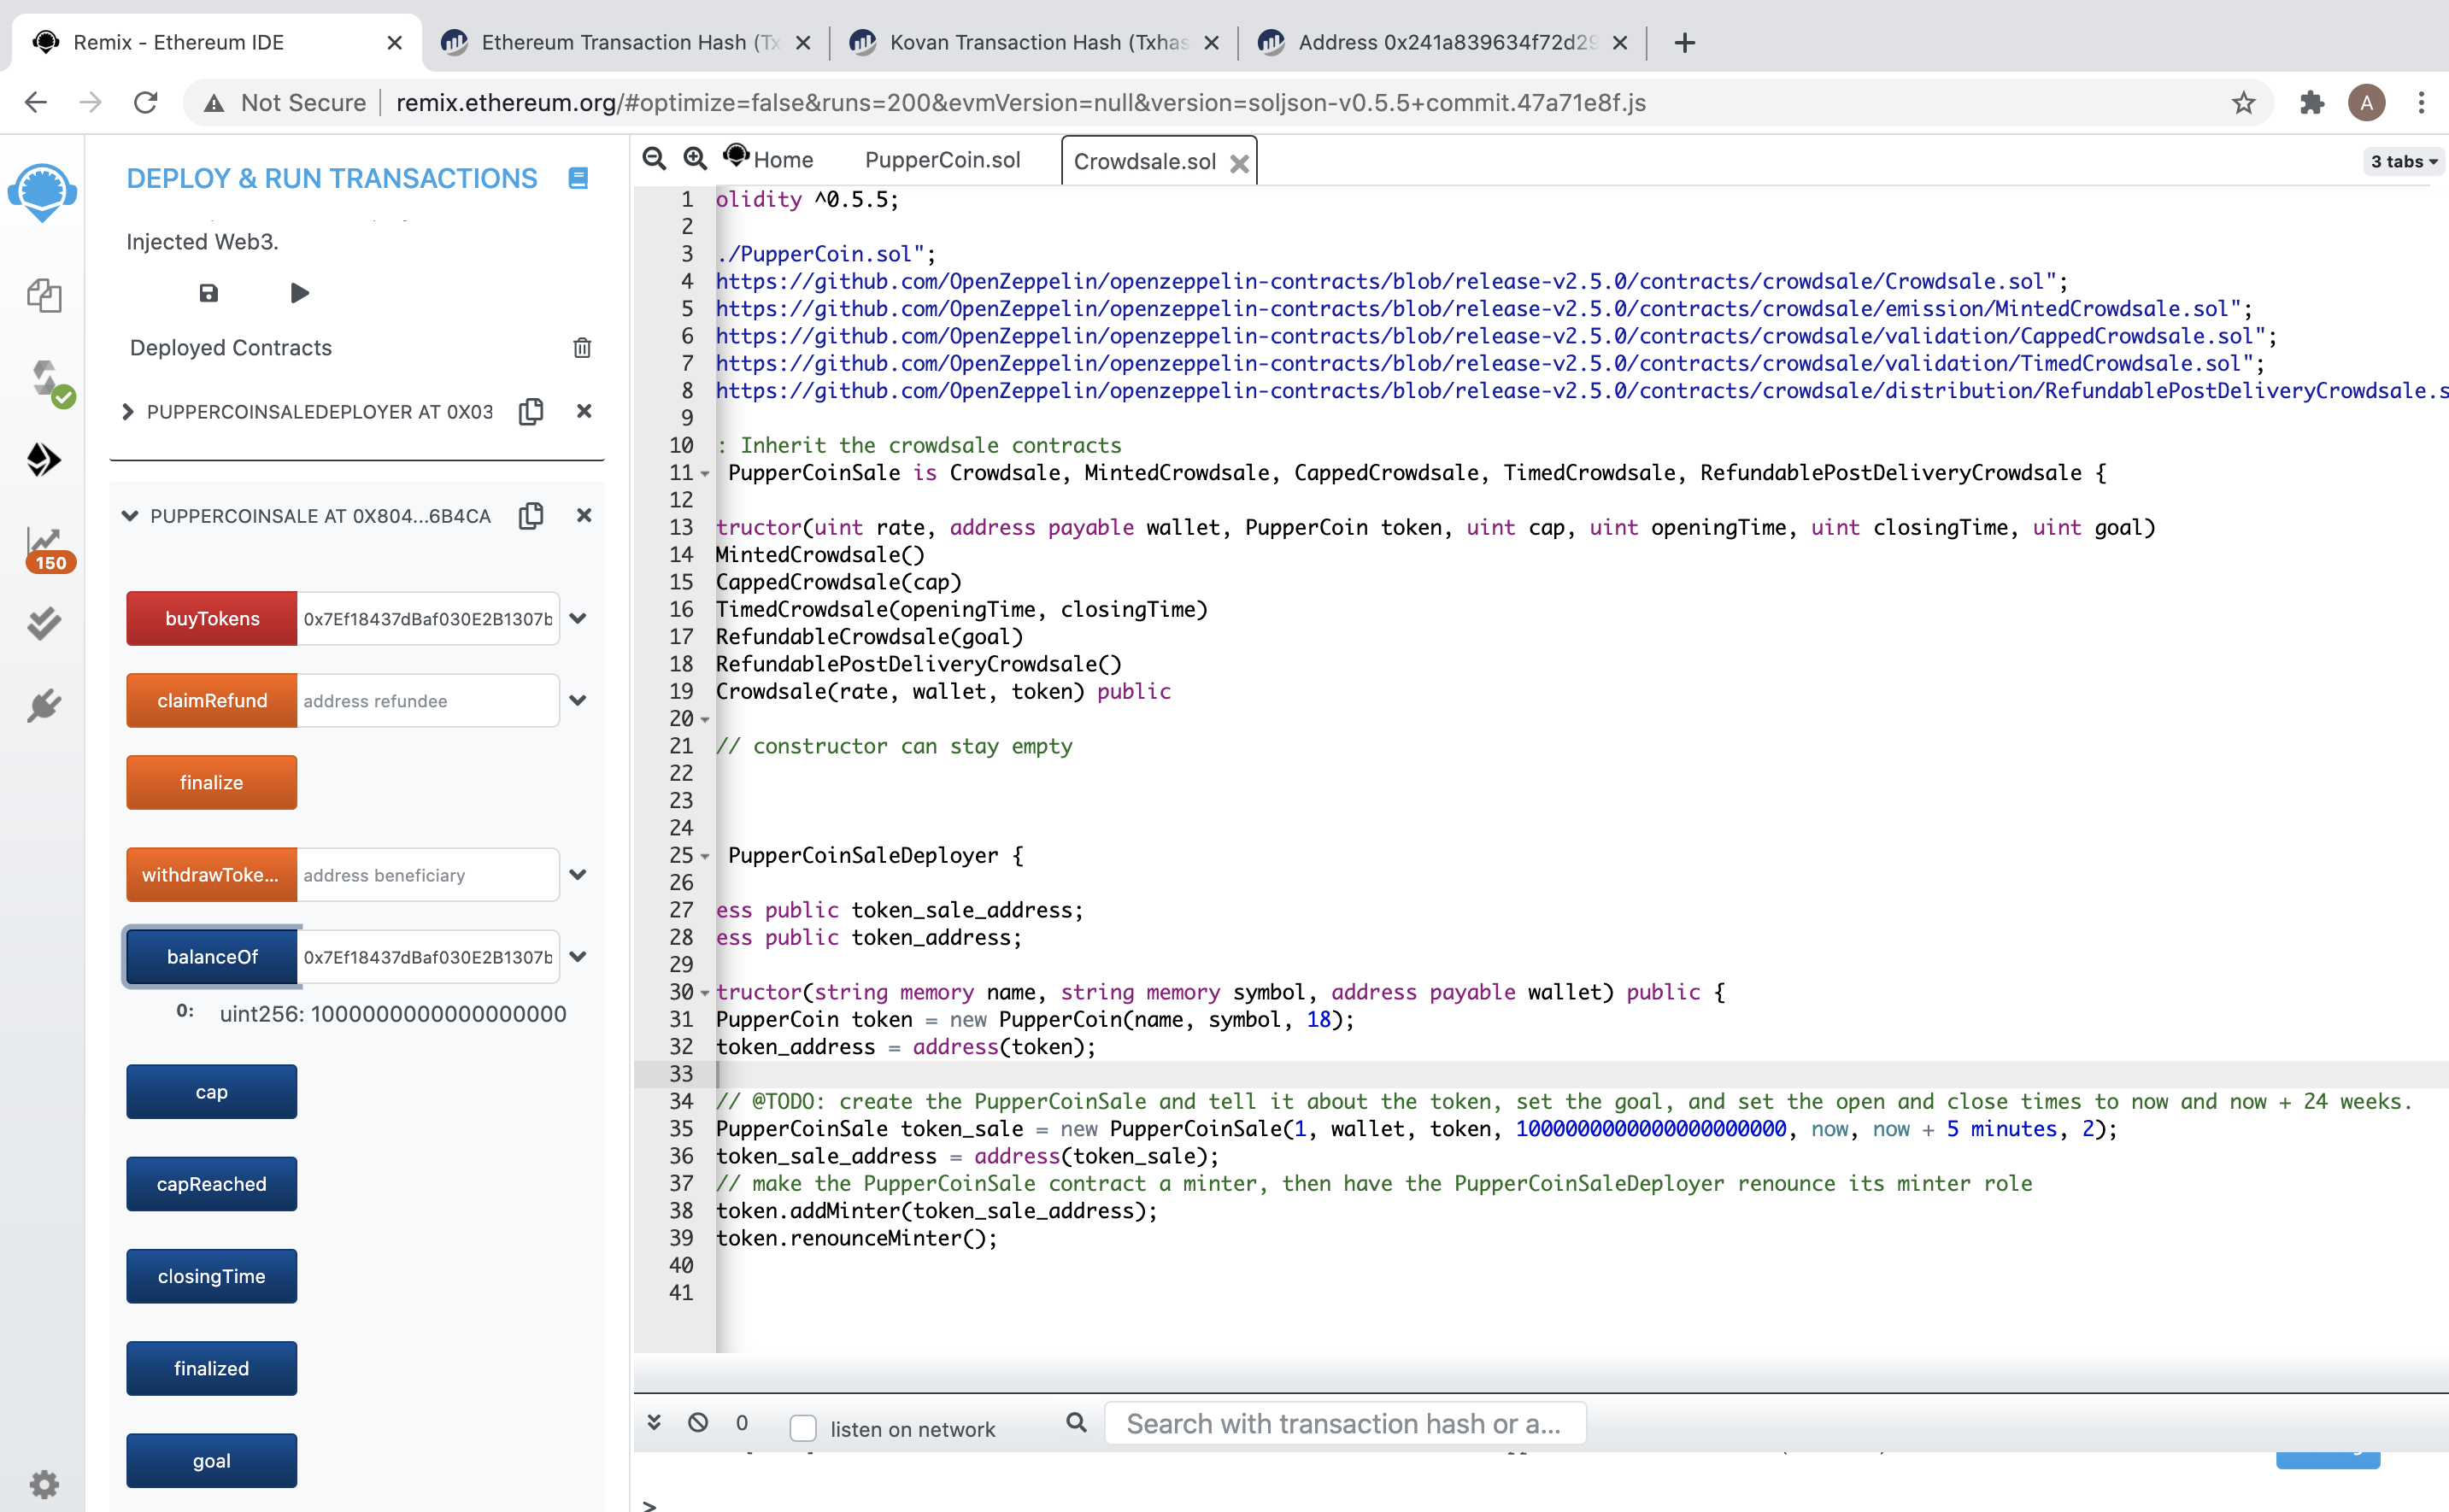 Remix - Ethereum IDE
Ethereum Transaction Hash (Tx
Kovan Transaction Hash (Txhas
Address 0x241a839634f72d29
Not Secure
remix.ethereum.org/#optimize=false&runs=200&evmVersion=null&version=soljson-v0.5.5+commit.47a71e8f.js
A
DEPLOY & RUN TRANSACTIONS
Injected Web3.
Deployed Contracts
PUPPERCOINSALEDEPLOYER AT 0X03
PUPPERCOINSALE AT 0X804...6B4CA
150
buyTokens 0x7Ef18437dBaf030E2B1307b
claimRefund address refundee
finalize
withdrawToke... address beneficiary
balanceOf 0x7Ef18437dBaf030E2B1307b
0: uint256: 1000000000000000000
cap
capReached
closingTime
finalized
goal
Home
PupperCoin.sol
Crowdsale.sol
3 tabs
1 olidity ^0.5.5;
2
3 ./PupperCoin.sol";
4 https://github.com/OpenZeppelin/openzeppelin-contracts/blob/release-v2.5.0/contracts/crowdsale/Crowdsale.sol";
5 https://github.com/OpenZeppelin/openzeppelin-contracts/blob/release-v2.5.0/contracts/crowdsale/emission/MintedCrowdsale.sol";
6 https://github.com/OpenZeppelin/openzeppelin-contracts/blob/release-v2.5.0/contracts/crowdsale/validation/CappedCrowdsale.sol";
7 https://github.com/OpenZeppelin/openzeppelin-contracts/blob/release-v2.5.0/contracts/crowdsale/validation/TimedCrowdsale.sol";
8 https://github.com/OpenZeppelin/openzeppelin-contracts/blob/release-v2.5.0/contracts/crowdsale/distribution/RefundablePostDeliveryCrowdsale.s
9
10 : Inherit the crowdsale contracts
11 PupperCoinSale is Crowdsale, MintedCrowdsale, CappedCrowdsale, TimedCrowdsale, RefundablePostDeliveryCrowdsale {
12
13 tructor(uint rate, address payable wallet, PupperCoin token, uint cap, uint openingTime, uint closingTime, uint goal)
14 MintedCrowdsale()
15 CappedCrowdsale(cap)
16 TimedCrowdsale(openingTime, closingTime)
17 RefundableCrowdsale(goal)
18 RefundablePostDeliveryCrowdsale()
19 Crowdsale(rate, wallet, token) public
20
21 // constructor can stay empty
22
23
24
25 PupperCoinSaleDeployer {
26
27 ess public token_sale_address;
28 ess public token_address;
29
30 tructor(string memory name, string memory symbol, address payable wallet) public {
31 PupperCoin token = new PupperCoin(name, symbol, 18);
32 token_address = address(token);
33
34 // @TODO: create the PupperCoinSale and tell it about the token, set the goal, and set the open and close times to now and now + 24 weeks.
35 PupperCoinSale token_sale = new PupperCoinSale(1, wallet, token, 1000000000000000000000, now, now + 5 minutes, 2);
36 token_sale_address = address(token_sale);
37 // make the PupperCoinSale contract a minter, then have the PupperCoinSaleDeployer renounce its minter role
38 token.addMinter(token_sale_address);
39 token.renounceMinter();
40
41
0
listen on network
Search with transaction hash or a...
>